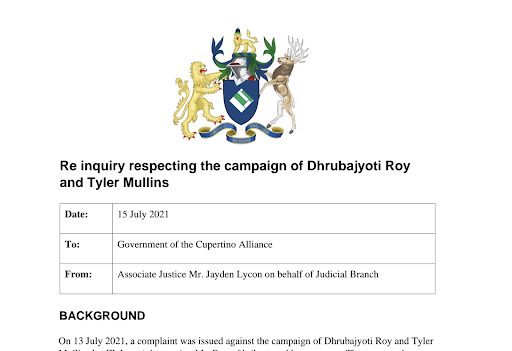 Re inquiry respecting the campaign of Dhrubajyoti Roy
and Tyler Mullins
Date: 15 July 2021
To: Government of the Cupertino Alliance
From: Associate Justice Mr. Jayden Lycon on behalf of Judicial Branch
BACKGROUND
On 13 July 2021, a complaint was issued against the campaign of Dhrubajyoti Roy and Tyler